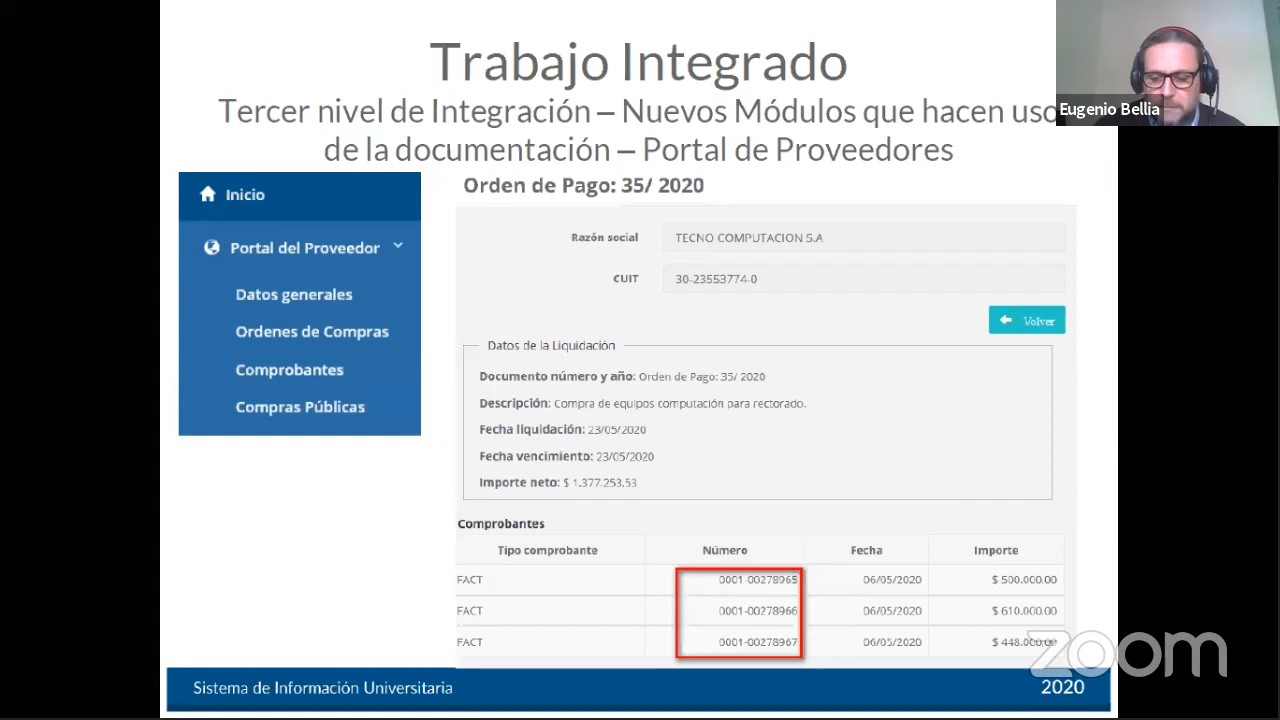 Trabajo Integrado
Tercer nivel de Integración – Nuevos Módulos que hacen uso
de la documentación – Portal de Proveedores
Eugenio Bellia
Inicio
Portal del Proveedor
Datos generales
Ordenes de Compras
Comprobantes
Compras Públicas
Orden de Pago: 35/ 2020
Razón social TECNO COMPUTACION S.A
CUIT 30-23553774-0
Volver
Datos de la Liquidación
Documento número y año: Orden de Pago: 35/ 2020
Descripción: Compra de equipos computación para rectorado.
Fecha liquidación: 23/05/2020
Fecha vencimiento: 23/05/2020
Importe neto: $ 1.377.253,53
Comprobantes
Tipo comprobante Número Fecha Importe
FACT 0001-00278965 06/05/2020 $ 500.000.00
FACT 0001-00278966 06/05/2020 $ 610.000.00
FACT 0001-00278967 06/05/2020 $ 448.000.00
zoom
Sistema de Información Universitaria 2020